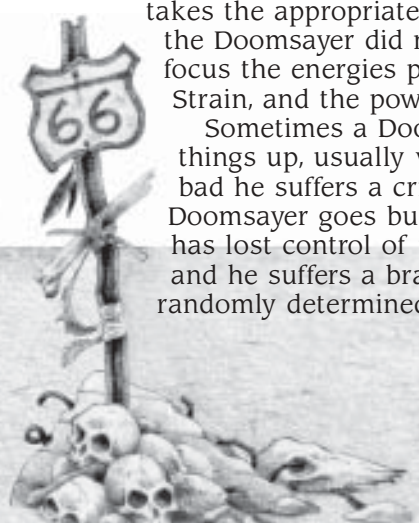 takes the appropriate
the Doomsayer did
focus the energies
Strain, and the pow
Sometimes a Doo
things up, usually
bad he suffers a cr
Doomsayer goes bu
has lost control of
and he suffers a bra
randomly determined
66